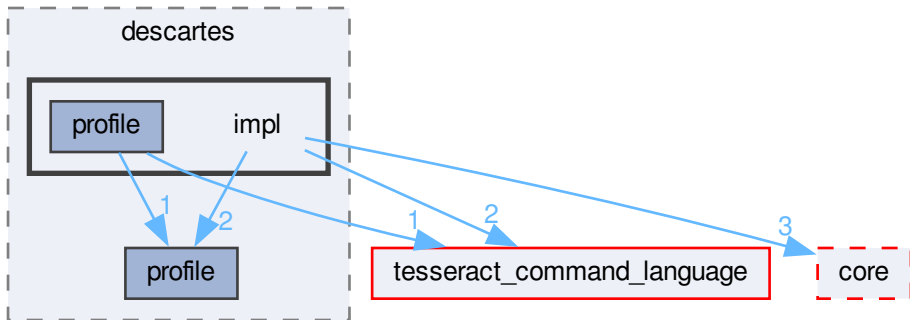 descartes
profile
impl
1
2
1
2
3
profile
tesseract_command_language
core